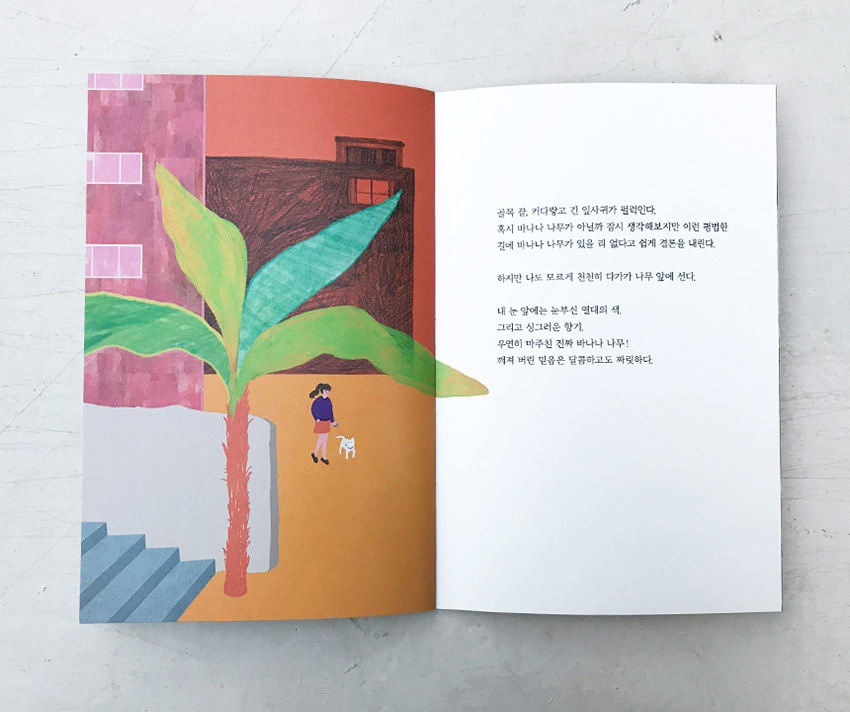 골목 끝, 커다랗고 긴 잎사귀가 펄럭인다.
혹시 바나나 나무가 아닐까 잠시 생각해보지만 이런 평범한
길에 바나나 나무가 있을 리 없다고 쉽게 결론을 내린다.
하지만 나도 모르게 천천히 다가가 나무 앞에 선다.
내 눈 앞에는 눈부신 열대의 색,
그리고 싱그러운 향기,
우연히 마주친 진짜 바나나 나무!
깨져 버린 믿음은 달콤하고도 짜릿하다.